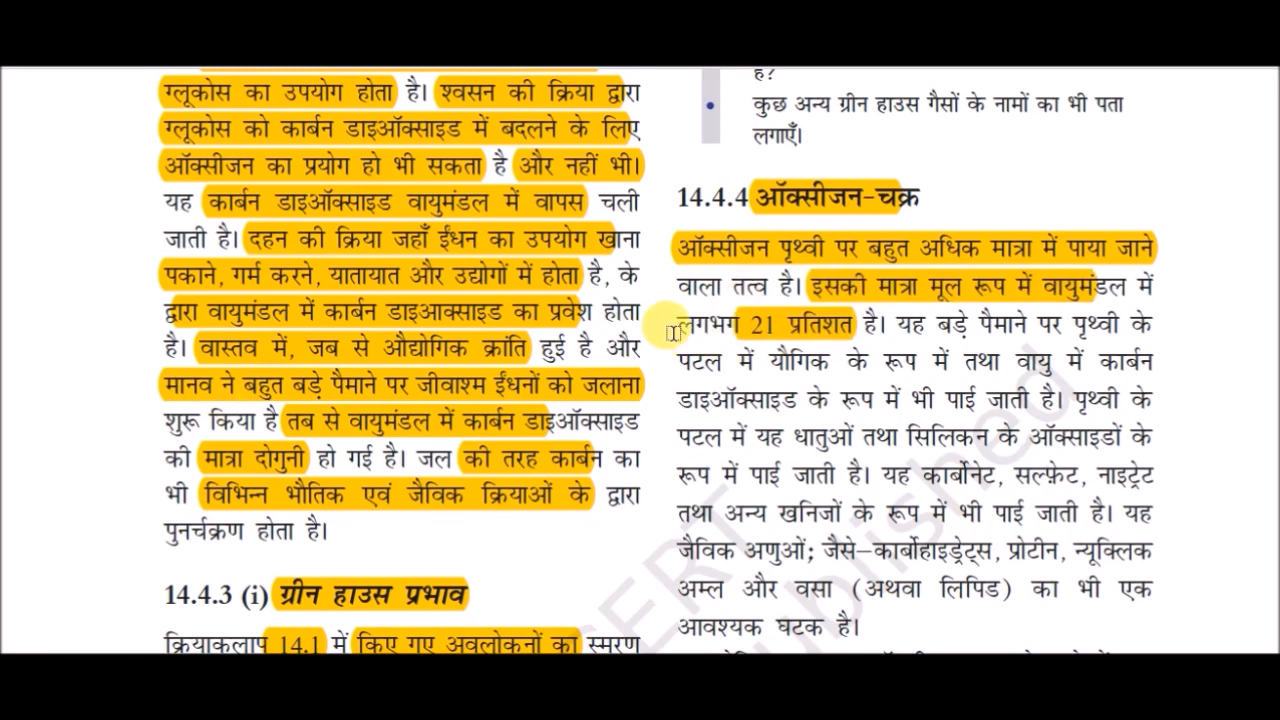 ग्लूकोस का उपयोग होता है। श्वसन की क्रिया द्वारा
ग्लूकोस को कार्बन डाइऑक्साइड में बदलने के लिए
ऑक्सीजन का प्रयोग हो भी सकता है और नहीं भी।
यह कार्बन डाइऑक्साइड वायुमंडल में वापस चली
जाती है। दहन की क्रिया जहाँ ईंधन का उपयोग खाना
पकाने, गर्म करने, यातायात और उद्योगों में होता है, के
द्वारा वायुमंडल में कार्बन डाइआक्साइड का प्रवेश होता
है। वास्तव में, जब से औद्योगिक क्रांति हुई है और
मानव ने बहुत बड़े पैमाने पर जीवाश्म ईंधनों को जलाना
शुरू किया है तब से वायुमंडल में कार्बन डाइऑक्साइड
की मात्रा दोगुनी हो गई है। जल की तरह कार्बन का
भी विभिन्न भौतिक एवं जैविक क्रियाओं के द्वारा
पुनर्चक्रण होता है।
14.4.3 (i) ग्रीन हाउस प्रभाव
क्रियाकलाप 14.1 में किए गए अवलोकनों का स्मरण
है?
• कुछ अन्य ग्रीन हाउस गैसों के नामों का भी पता
लगाएँ।
14.4.4 ऑक्सीजन-चक्र
ऑक्सीजन पृथ्वी पर बहुत अधिक मात्रा में पाया जाने
वाला तत्व है। इसकी मात्रा मूल रूप में वायुमंडल में
लगभग 21 प्रतिशत है। यह बड़े पैमाने पर पृथ्वी के
पटल में यौगिक के रूप में तथा वायु में कार्बन
डाइऑक्साइड के रूप में भी पाई जाती है। पृथ्वी के
पटल में यह धातुओं तथा सिलिकन के ऑक्साइडों के
रूप में पाई जाती है। यह कार्बोनेट, सल्फ़ेट, नाइट्रेट
तथा अन्य खनिजों के रूप में भी पाई जाती है। यह
जैविक अणुओं; जैसे–कार्बोहाइड्रेट्स, प्रोटीन, न्यूक्लिक
अम्ल और वसा (अथवा लिपिड) का भी एक
आवश्यक घटक है।